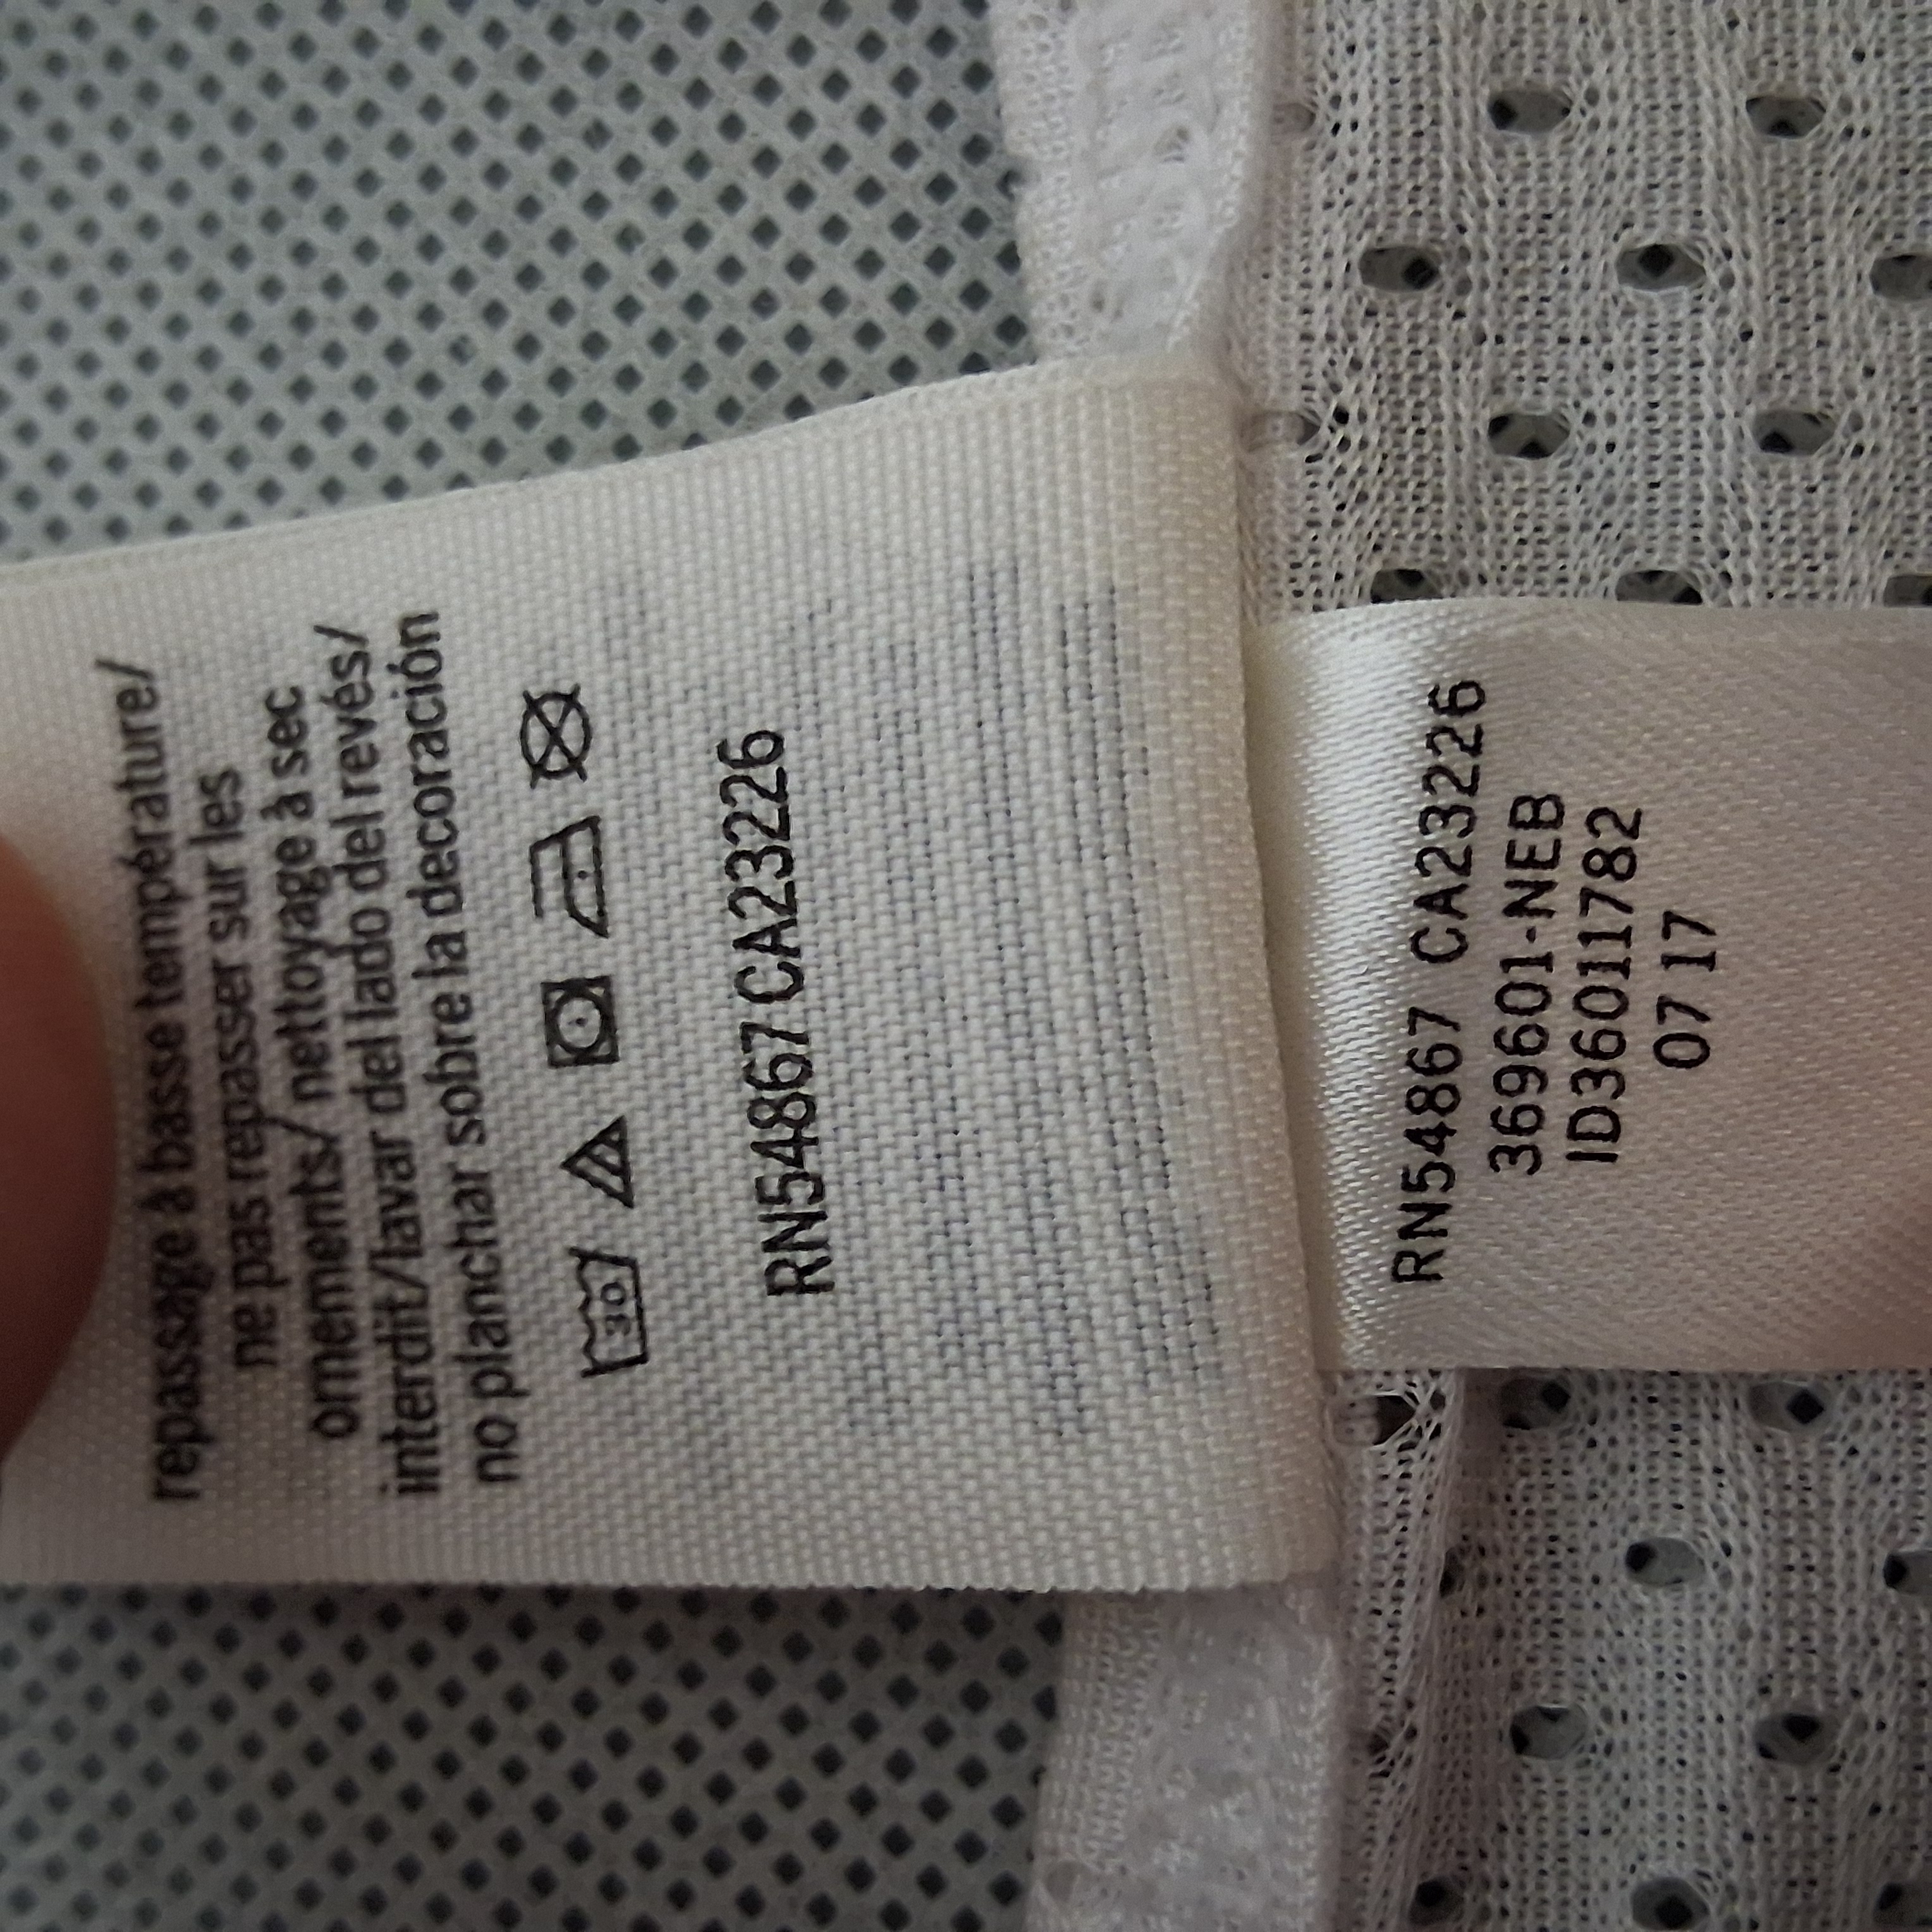 repassage à basse température/
ne pas repasser sur les
ornements/ nettoyage à sec
interdit/lavar del lado del revés/
no planchar sobre la decoración
30
RN54867 CA23226
RN54867 CA23226
369601-NEB
ID36011782
07 17